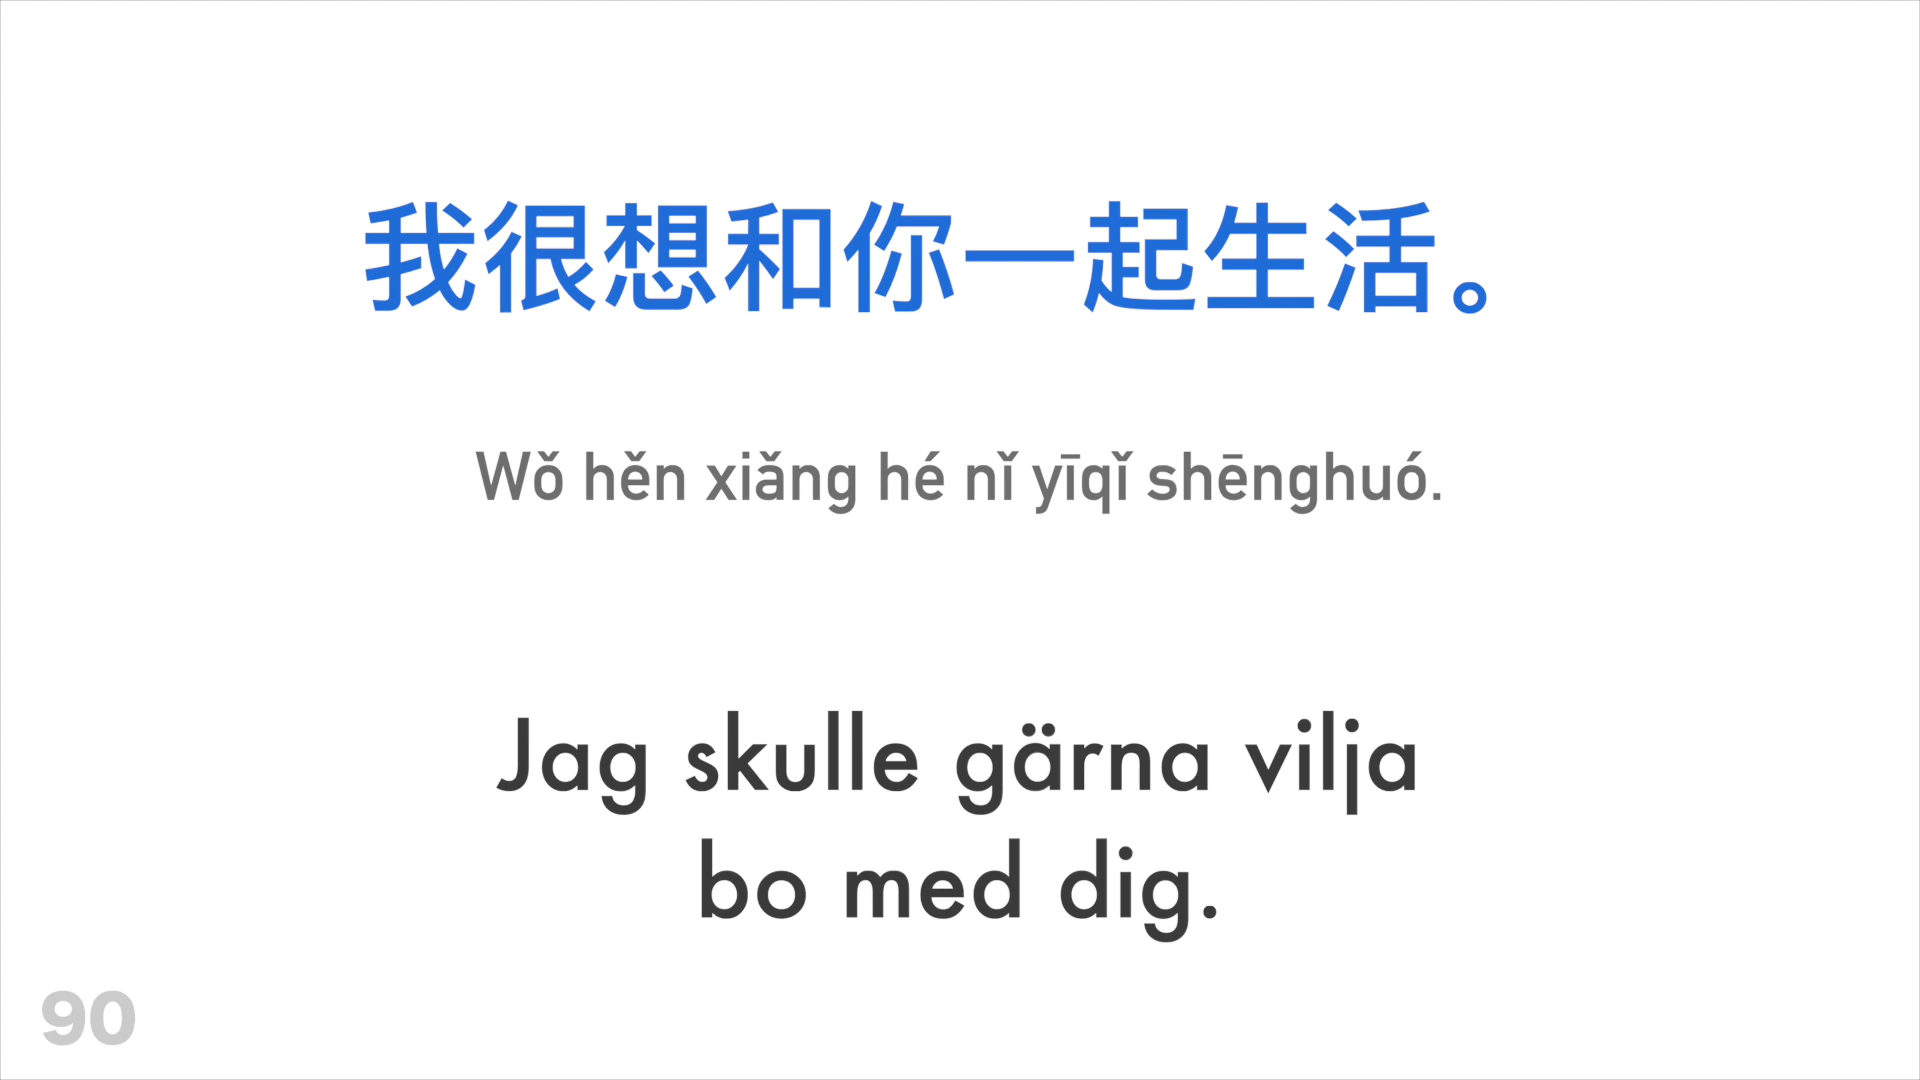 我很想和你一起生活。
Wǒ hěn xiǎng hé nǐ yīqǐ shēnghuó.
Jag skulle gärna vilja
bo med dig.
90